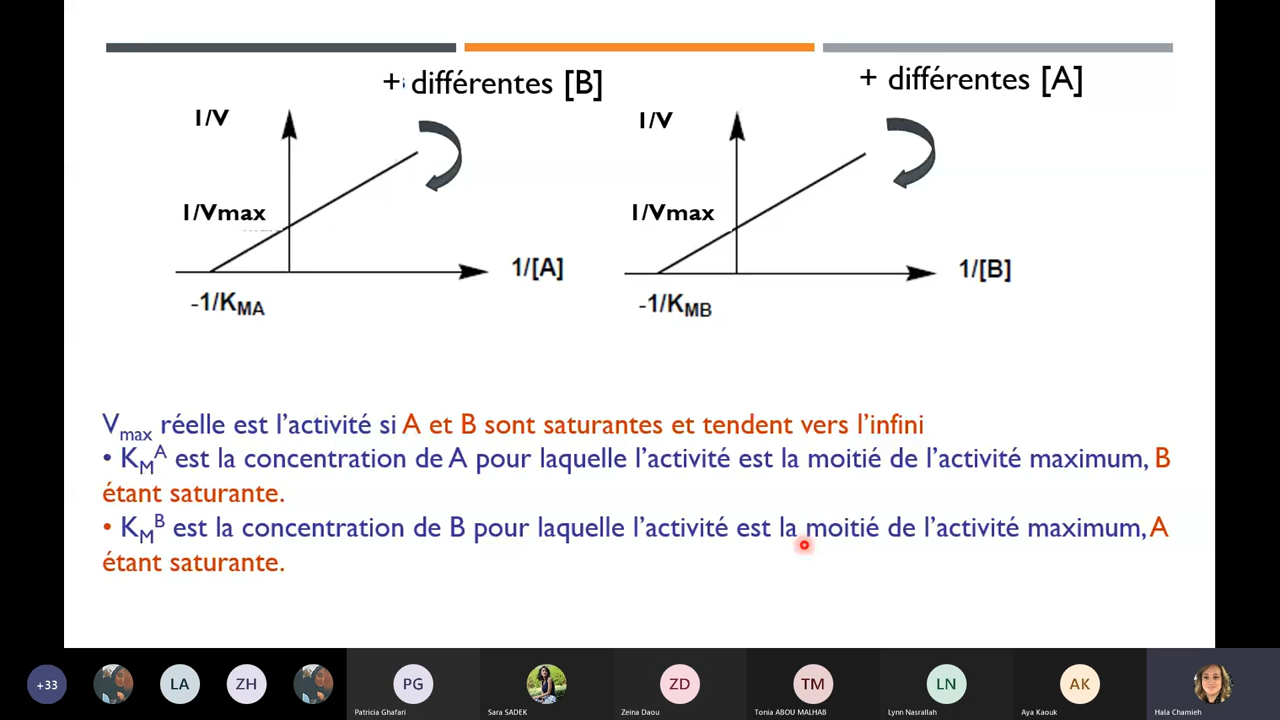 + différentes [B]
+ différentes [A]
1/V
1/V
1/Vmax
1/Vmax
1/[A]
1/[B]
-1/KMA
-1/KMB
Vmax réelle est l'activité si A et B sont saturantes et tendent vers l'infini
• KMA est la concentration de A pour laquelle l'activité est la moitié de l'activité maximum, B
étant saturante.
• KMB est la concentration de B pour laquelle l'activité est la moitié de l'activité maximum, A
étant saturante.
+33
LA
ZH
PG
ZD
TM
LN
AK
Patricia Ghafari
Sara SADEK
Zeina Daou
Tonia ABOU MALHAB
Lynn Nasrallah
Aya Kaouk
Hala Chamieh